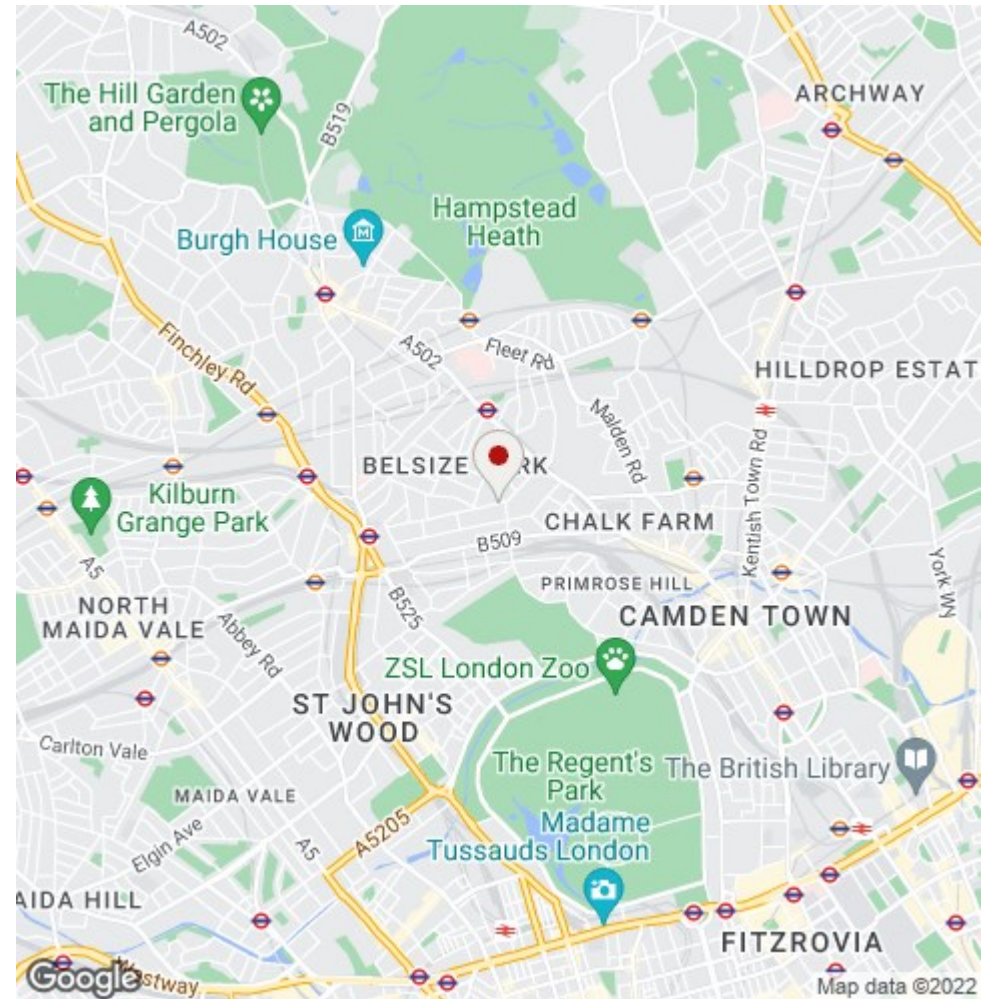 A502
The Hill Garden
and Pergola
B519
ARCHWAY
Hampstead
Heath
Burgh House
A502
Fleet Rd
Finchley Rd
HILLDROP ESTAT
Malden Rd
BELSIZE
RK
Kilburn
Grange Park
Kentish Town Rd
CHALK FARM
B509
A5
PRIMROSE HILL
York Wy
NORTH
MAIDA VALE
B525
Abbey Rd
CAMDEN TOWN
ZSL London Zoo
ST JOHN'S
WOOD
Carlton Vale
The Regent's
Park
The British Library
MAIDA VALE
Madame
Tussauds London
Elgin Ave
A5
A5205
AIDA HILL
FITZROVIA
Google
Westway
Map data ©2022